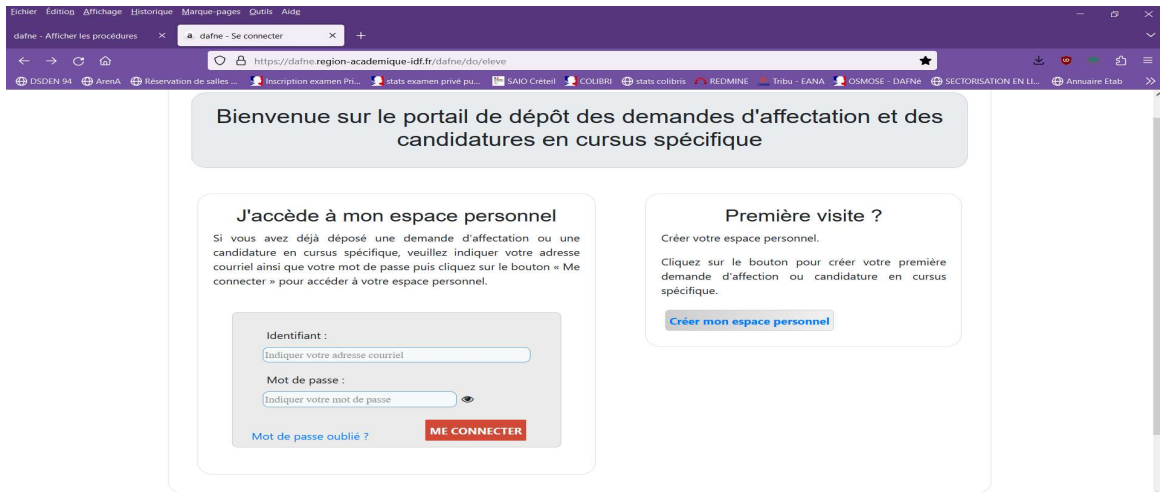 Fichier Édition Affichage Historique Marque-pages Outils Aide
dafne - Afficher les procédures
a. dafne - Se connecter
https://dafne.region-academique-idf.fr/dafne/do/eleve
DSDEN 94 ArenA Réservation de salles ... Inscription examen Pri... stats examen privé pu... SAIO Créteil COLIBRI stats colibris REDMINE Tribu - EANA OSMOSE - DAFNé SECTORISATION EN LI... Annuaire Etab
Bienvenue sur le portail de dépôt des demandes d'affectation et des
candidatures en cursus spécifique
J'accède à mon espace personnel
Si vous avez déjà déposé une demande d'affectation ou une
candidature en cursus spécifique, veuillez indiquer votre adresse
courriel ainsi que votre mot de passe puis cliquez sur le bouton « Me
connecter » pour accéder à votre espace personnel.
Identifiant :
Indiquer votre adresse courriel
Mot de passe :
Indiquer votre mot de passe
Mot de passe oublié ?
ME CONNECTER
Première visite ?
Créer votre espace personnel.
Cliquez sur le bouton pour créer votre première
demande d'affection ou candidature en cursus
spécifique.
Créer mon espace personnel